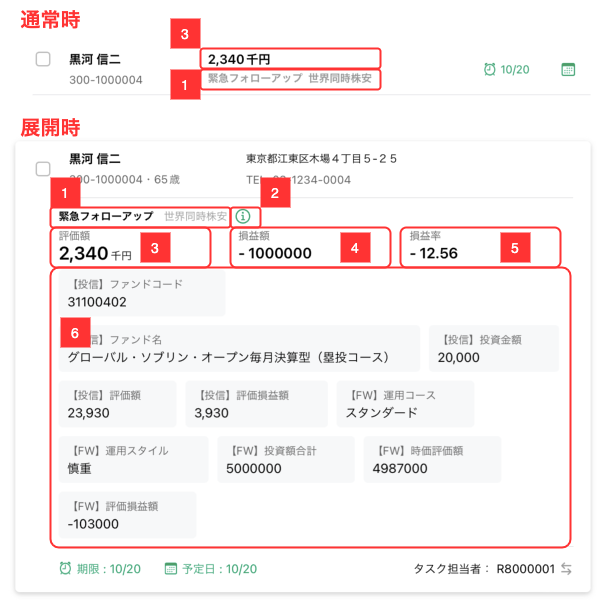 通常時
3
黒河 信二
2,340 千円
300-1000004
緊急フォローアップ 世界同時株安
1
10/20
展開時
黒河 信二
東京都江東区木場4丁目5-25
00-1000004・65歳
1-1234-0004
1
2
緊急フォローアップ 世界同時株安
評価額
2,340 千円
3
損益額
- 1000000
4
損益率
- 12.56
5
【投信】ファンドコード
31100402
6
信】ファンド名
グローバル・ソブリン・オープン毎月決算型(塁投コース)
【投信】投資金額
20,000
【投信】評価額
23,930
【投信】評価損益額
3,930
【FW】運用コース
スタンダード
【FW】運用スタイル
慎重
【FW】投資額合計
5000000
【FW】時価評価額
4987000
【FW】評価損益額
-103000
期限:10/20
予定日:10/20
タスク担当者: R8000001